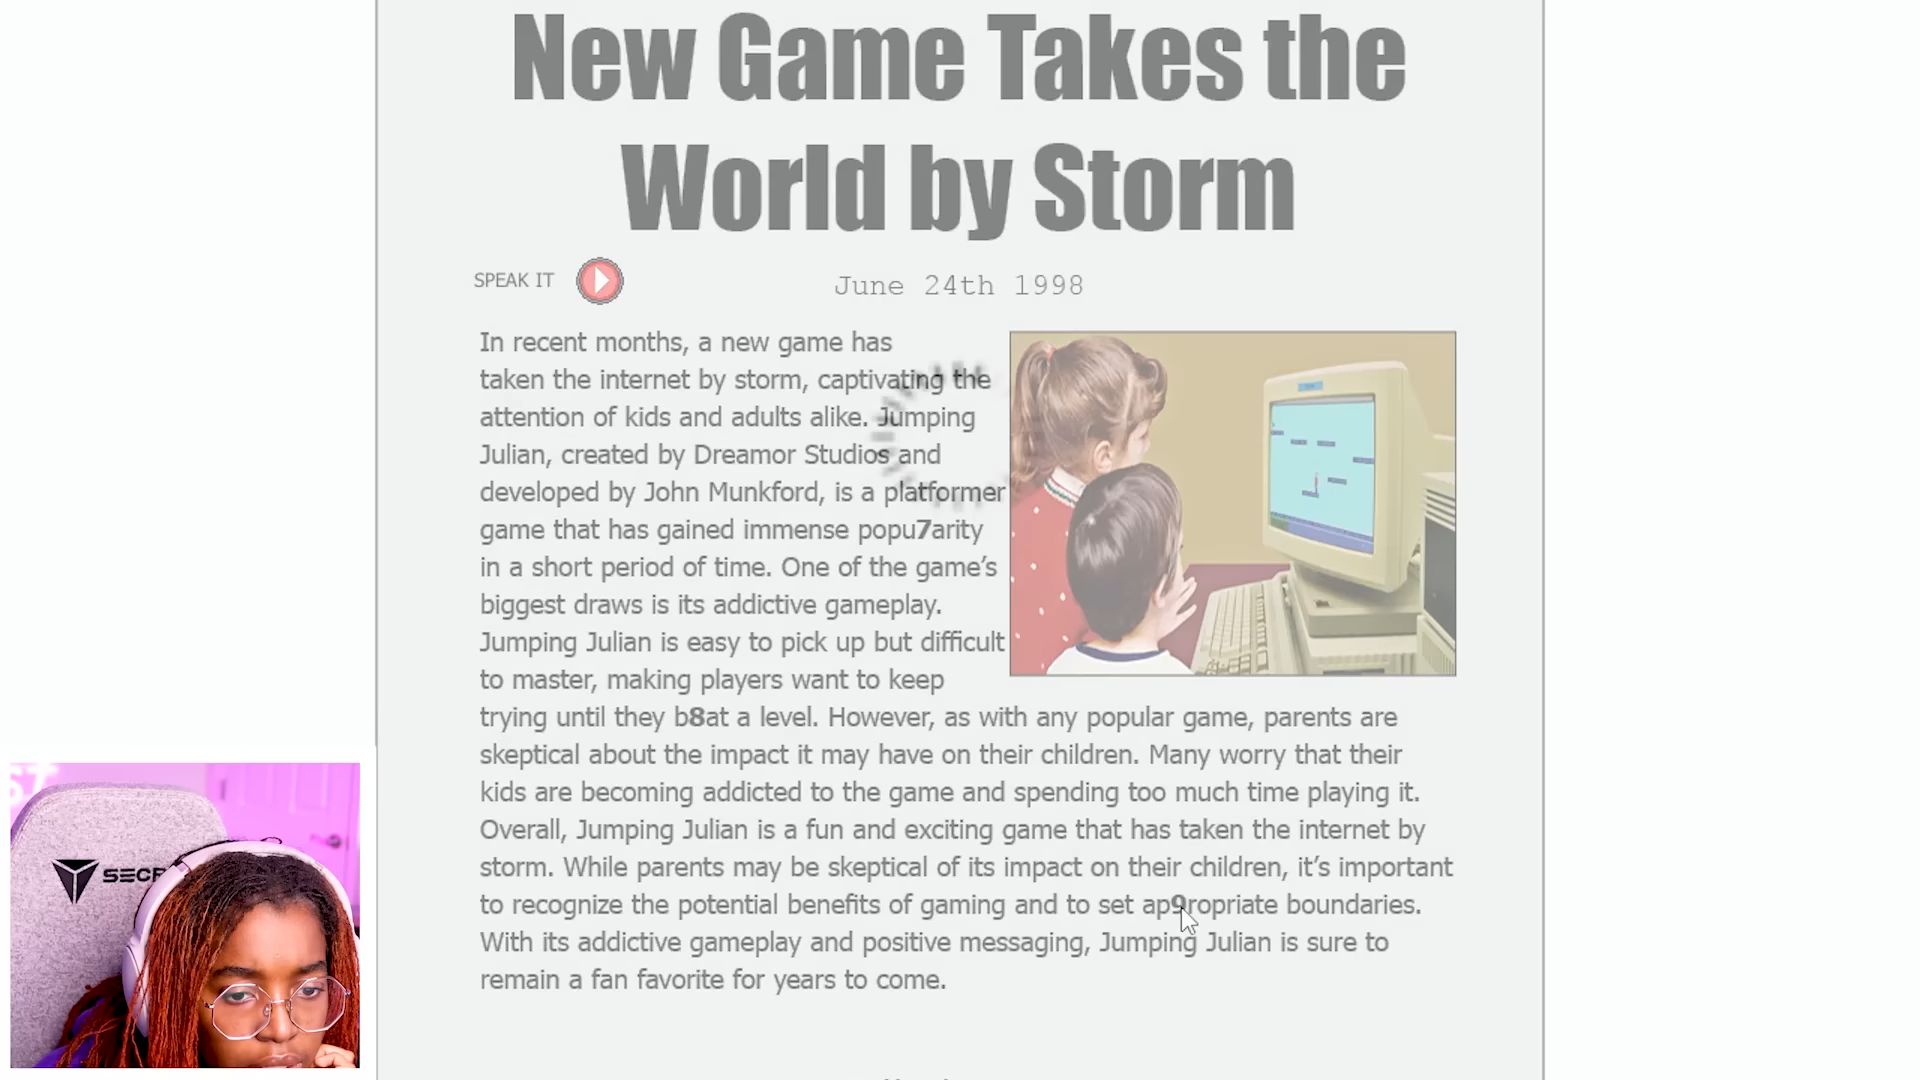 New Game Takes the
World by Storm
SPEAK IT
June 24th 1998
In recent months, a new game has
taken the internet by storm, captivating the
attention of kids and adults alike. Jumping
Julian, created by Dreamor Studios and
developed by John Munkford, is a platformer
game that has gained immense popu7arity
in a short period of time. One of the game’s
biggest draws is its addictive gameplay.
Jumping Julian is easy to pick up but difficult
to master, making players want to keep
trying until they b8at a level. However, as with any popular game, parents are
skeptical about the impact it may have on their children. Many worry that their
kids are becoming addicted to the game and spending too much time playing it.
Overall, Jumping Julian is a fun and exciting game that has taken the internet by
storm. While parents may be skeptical of its impact on their children, it’s important
to recognize the potential benefits of gaming and to set ap9ropriate boundaries.
With its addictive gameplay and positive messaging, Jumping Julian is sure to
remain a fan favorite for years to come.